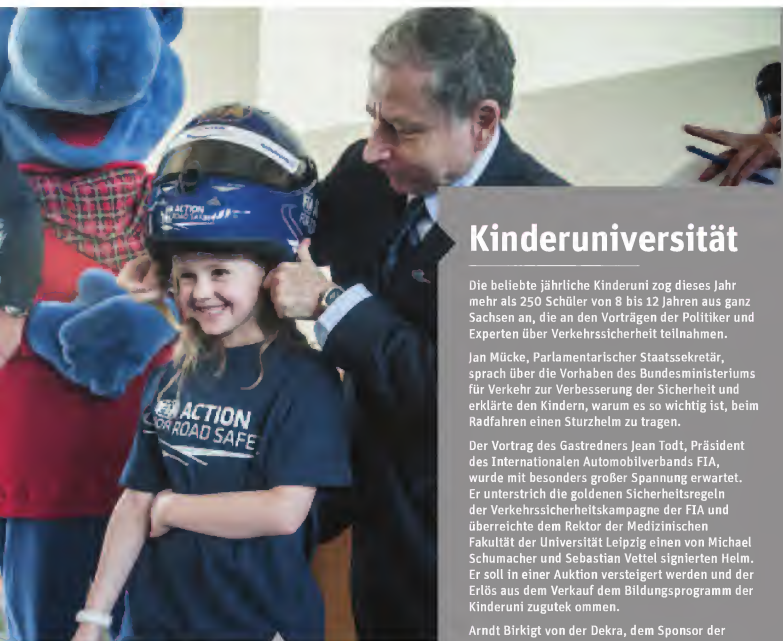 ACTION
ROAD SAFE
FIA A
ACTION
FOR ROAD SAFE
Kinderuniversität
Die beliebte jährliche Kinderuni zog dieses Jahr
mehr als 250 Schüler von 8 bis 12 Jahren aus ganz
Sachsen an, die an den Vorträgen der Politiker und
Experten über Verkehrssicherheit teilnahmen.
Jan Mücke, Parlamentarischer Staatssekretär,
sprach über die Vorhaben des Bundesministeriums
für Verkehr zur Verbesserung der Sicherheit und
erklärte den Kindern, warum es so wichtig ist, beim
Radfahren einen Sturzhelm zu tragen.
Der Vortrag des Gastredners Jean Todt, Präsident
des Internationalen Automobilverbands FIA,
wurde mit besonders großer Spannung erwartet.
Er unterstrich die goldenen Sicherheitsregeln
der Verkehrssicherheitskampagne der FIA und
überreichte dem Rektor der Medizinischen
Fakultät der Universität Leipzig einen von Michael
Schumacher und Sebastian Vettel signierten Helm.
Er soll in einer Auktion versteigert werden und der
Erlös aus dem Verkauf dem Bildungsprogramm der
Kinderuni zugutek ommen.
Arndt Birkigt von der Dekra, dem Sponsor der